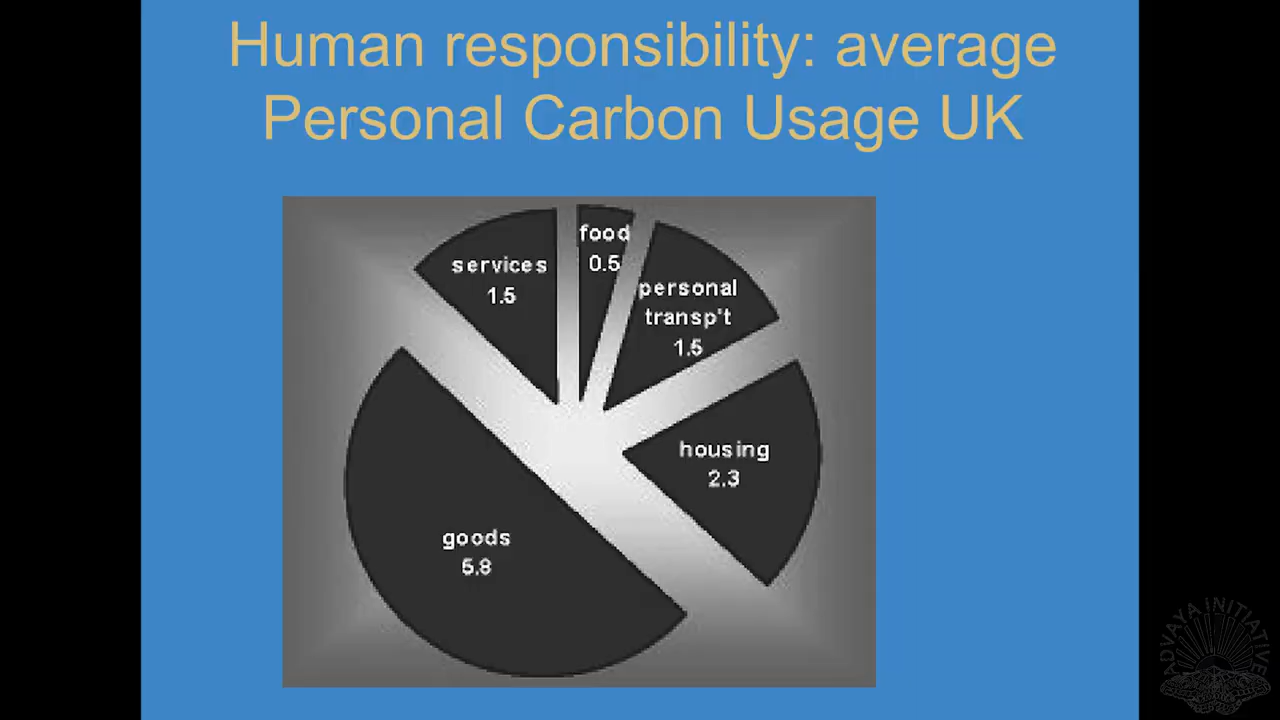 Human responsibility: average
Personal Carbon Usage UK
services
1.5
food
0.5
personal
transp't
1.5
housing
2.3
goods
5.8
ADVAYA INITIATIVE